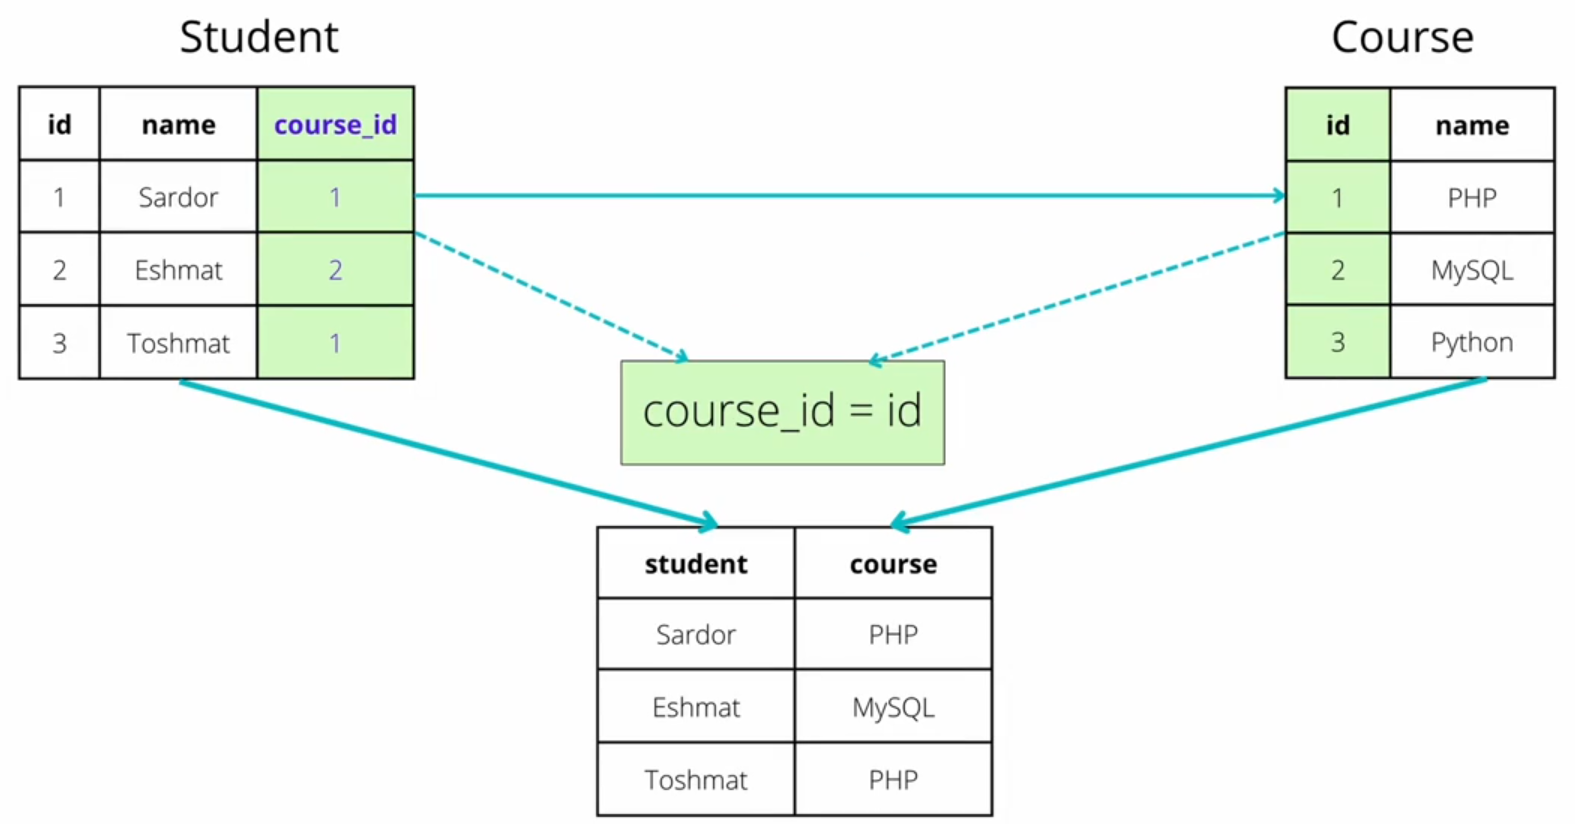 Student
id name course_id
1 Sardor 1
2 Eshmat 2
3 Toshmat 1
Course
id name
1 PHP
2 MySQL
3 Python
course_id = id
student course
Sardor PHP
Eshmat MySQL
Toshmat PHP